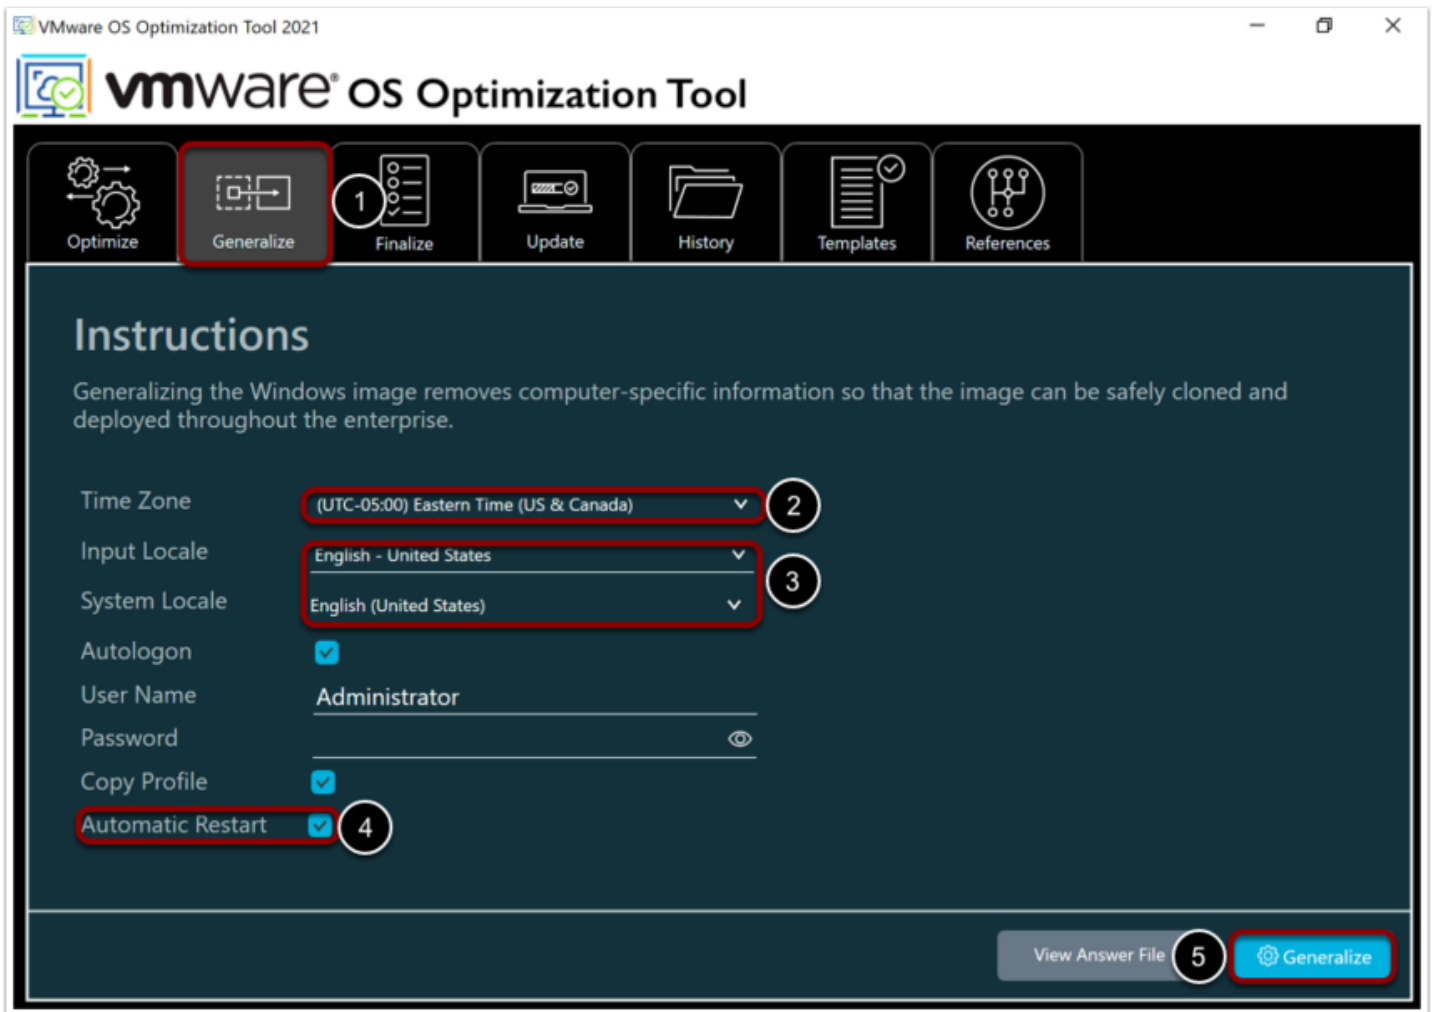 VMware OS Optimization Tool 2021
vmware® OS Optimization Tool
Optimize
Generalize
1
Finalize
Update
History
Templates
References
Instructions
Generalizing the Windows image removes computer-specific information so that the image can be safely cloned and
deployed throughout the enterprise.
Time Zone (UTC-05:00) Eastern Time (US & Canada) 2
Input Locale English - United States
3
System Locale English (United States)
Autologon
User Name Administrator
Password
Copy Profile
Automatic Restart 4
View Answer File 5 Generalize